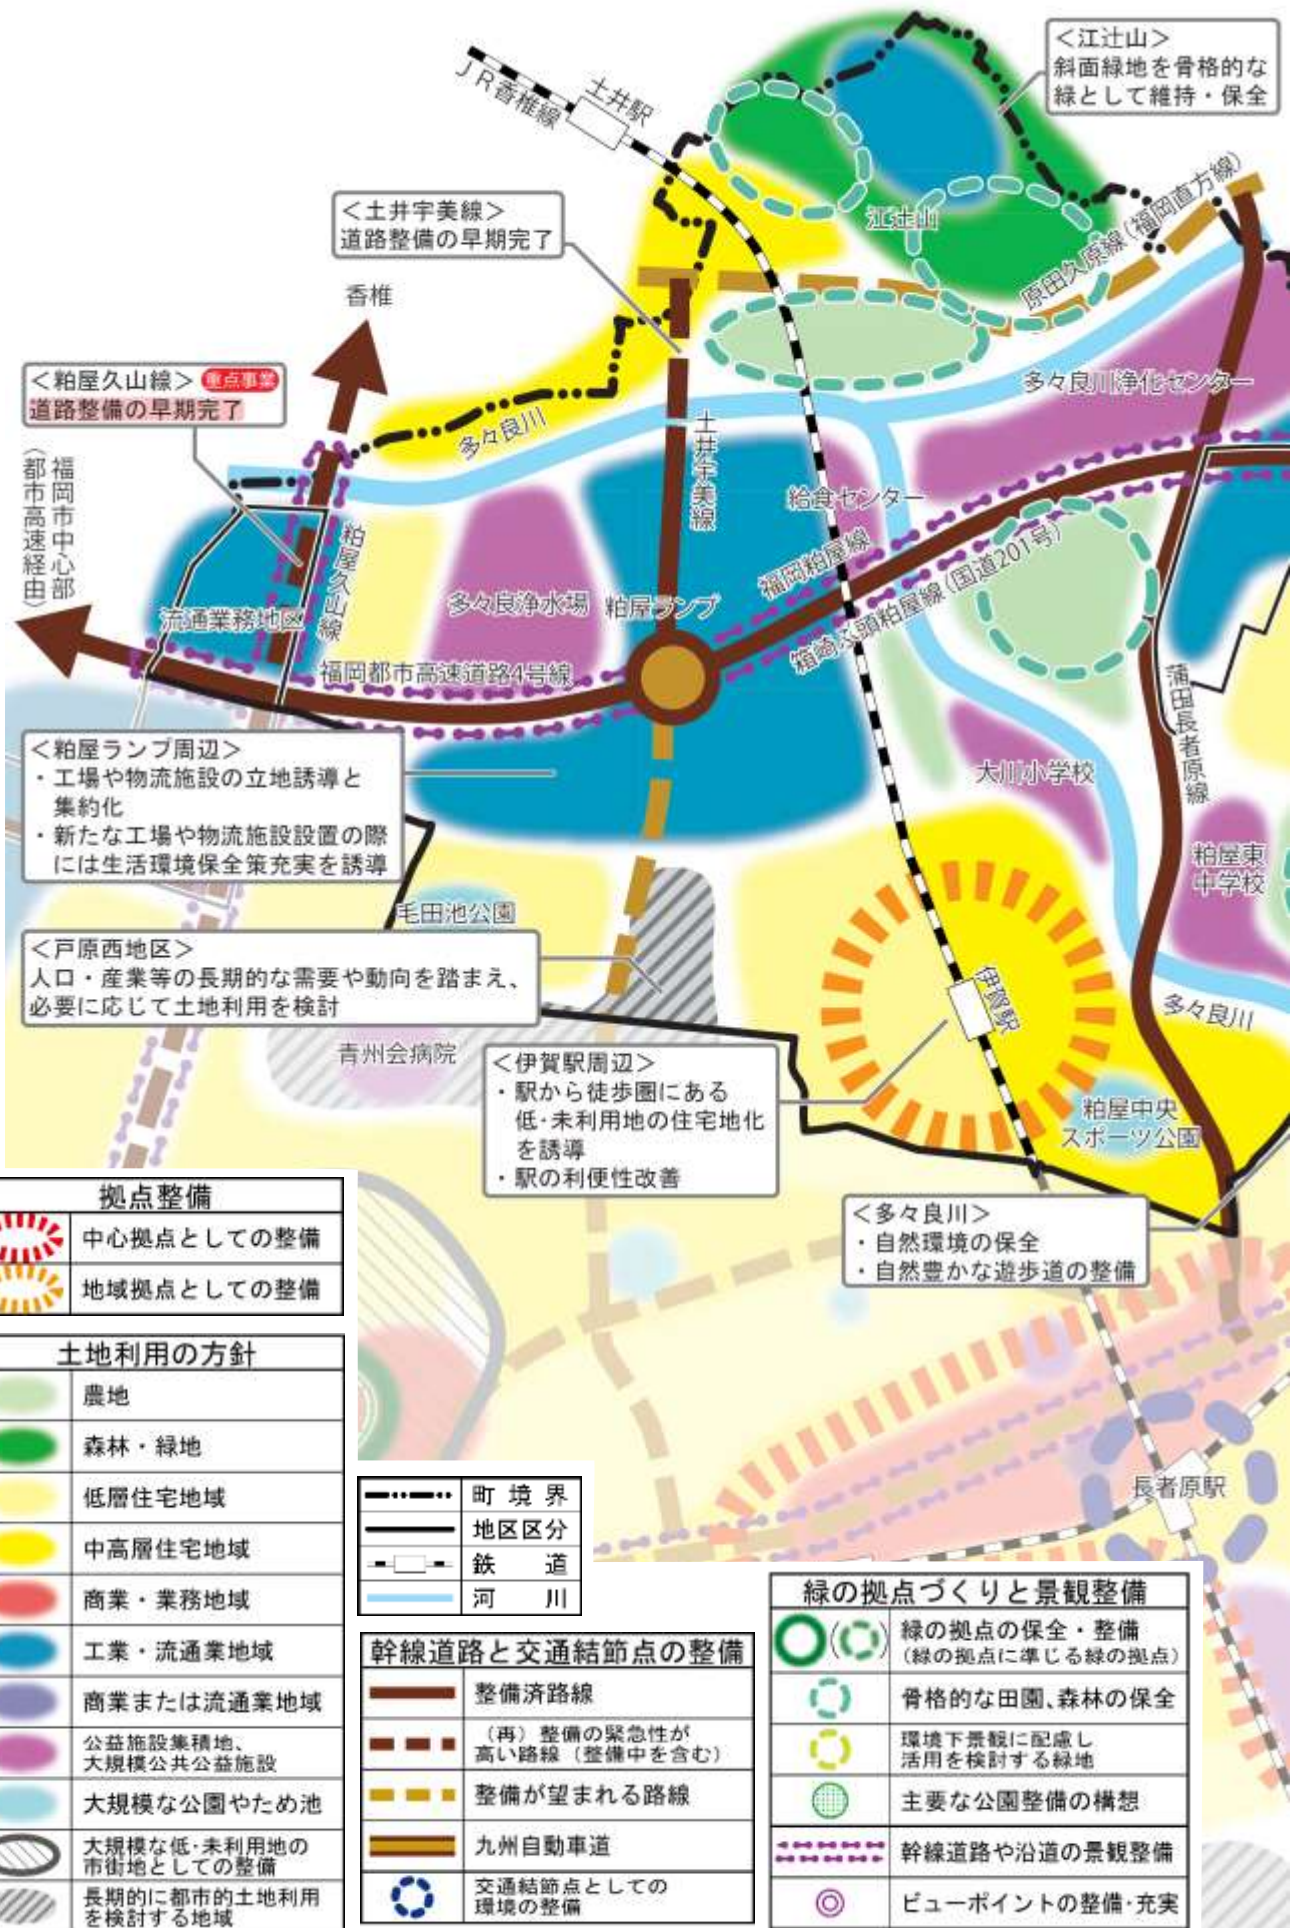 ＜江辻山＞
斜面緑地を骨格的な
緑として維持・保全
JR香椎線
土井駅
＜土井宇美線＞
道路整備の早期完了
江辻山
原田久原線(福岡直方線)
香椎
＜粕屋久山線＞ 重点事業
道路整備の早期完了
多々良川浄化センター
多々良川
土井宇美線
福岡市中心部
(都市高速経由)
給食センター
粕屋久山線
福岡粕屋線
箱崎ふ頭粕屋線(国道201号)
流通業務地区
多々良浄水場
粕屋ランプ
福岡都市高速道路4号線
蒲田長者原線
＜粕屋ランプ周辺＞
・工場や物流施設の立地誘導と
集約化
・新たな工場や物流施設設置の際
には生活環境保全策充実を誘導
大川小学校
粕屋東
中学校
毛田池公園
＜戸原西地区＞
人口・産業等の長期的な需要や動向を踏まえ、
必要に応じて土地利用を検討
伊賀駅
多々良川
青州会病院
＜伊賀駅周辺＞
・駅から徒歩圏にある
低・未利用地の住宅地化
を誘導
・駅の利便性改善
粕屋中央
スポーツ公園
＜多々良川＞
・自然環境の保全
・自然豊かな遊歩道の整備
長者原駅
拠点整備
中心拠点としての整備
地域拠点としての整備
土地利用の方針
農地
森林・緑地
低層住宅地域
中高層住宅地域
商業・業務地域
工業・流通業地域
商業または流通業地域
公益施設集積地、
大規模公共公益施設
大規模な公園やため池
大規模な低・未利用地の
市街地としての整備
長期的に都市的土地利用
を検討する地域
町境界
地区区分
鉄道
河川
幹線道路と交通結節点の整備
整備済路線
(再)整備の緊急性が
高い路線(整備中を含む)
整備が望まれる路線
九州自動車道
交通結節点としての
環境の整備
緑の拠点づくりと景観整備
緑の拠点の保全・整備
(緑の拠点に準じる緑の拠点)
骨格的な田園、森林の保全
環境下景観に配慮し
活用を検討する緑地
主要な公園整備の構想
幹線道路や沿道の景観整備
ビューポイントの整備・充実